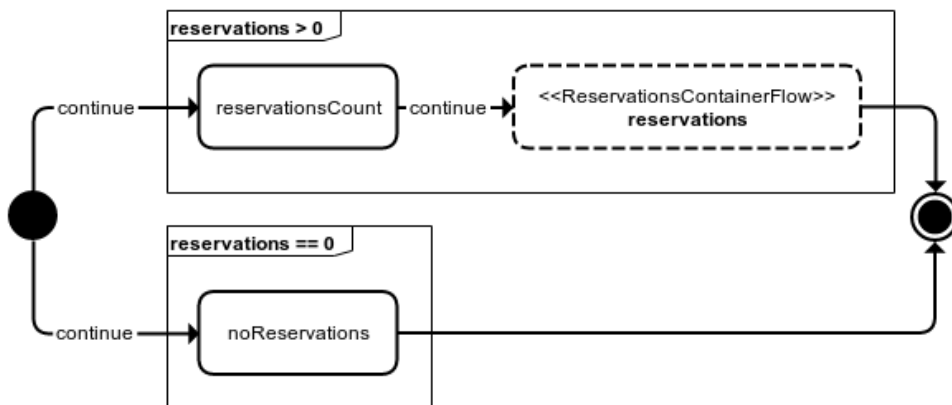 reservations > 0
continue
reservationsCount
continue
<<ReservationsContainerFlow>>
reservations
reservations == 0
continue
noReservations